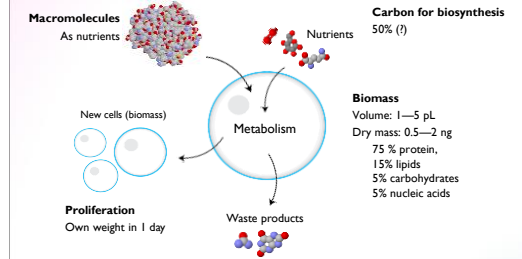 Macromolecules
As nutrients
Nutrients
Carbon for biosynthesis
50% (?)
New cells (biomass)
Metabolism
Biomass
Volume: 1—5 pL
Dry mass: 0.5—2 ng
75 % protein,
15% lipids
5% carbohydrates
5% nucleic acids
Proliferation
Own weight in 1 day
Waste products